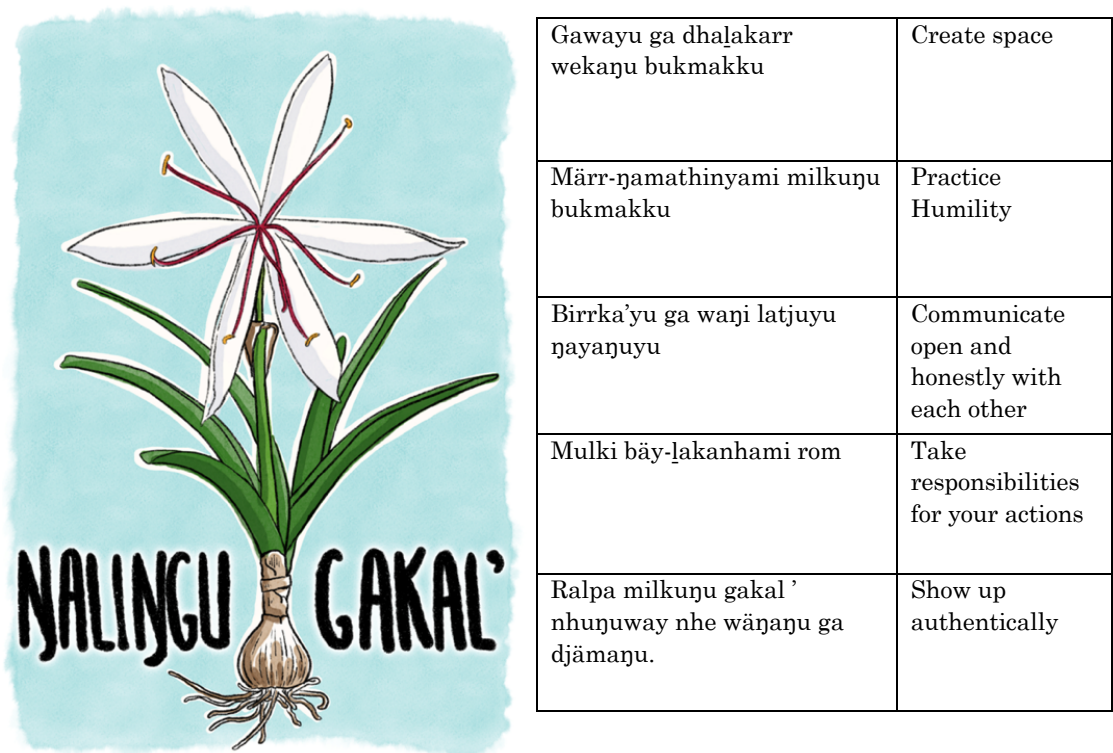 ŊALIŊGU GAKAL’
Gawayu ga dhaḻakarr
wekaŋu bukmakku
Create space
Märr-ŋamathinyami milkuŋu
bukmakku
Practice
Humility
Birrka’yu ga waŋi latjuyu
ŋayaŋuyu
Communicate
open and
honestly with
each other
Mulki bäy-ḻakanhami rom
Take
responsibilities
for your actions
Ralpa milkuŋu gakal ’
nhuŋuway nhe wäŋaŋu ga
djämaŋu.
Show up
authentically